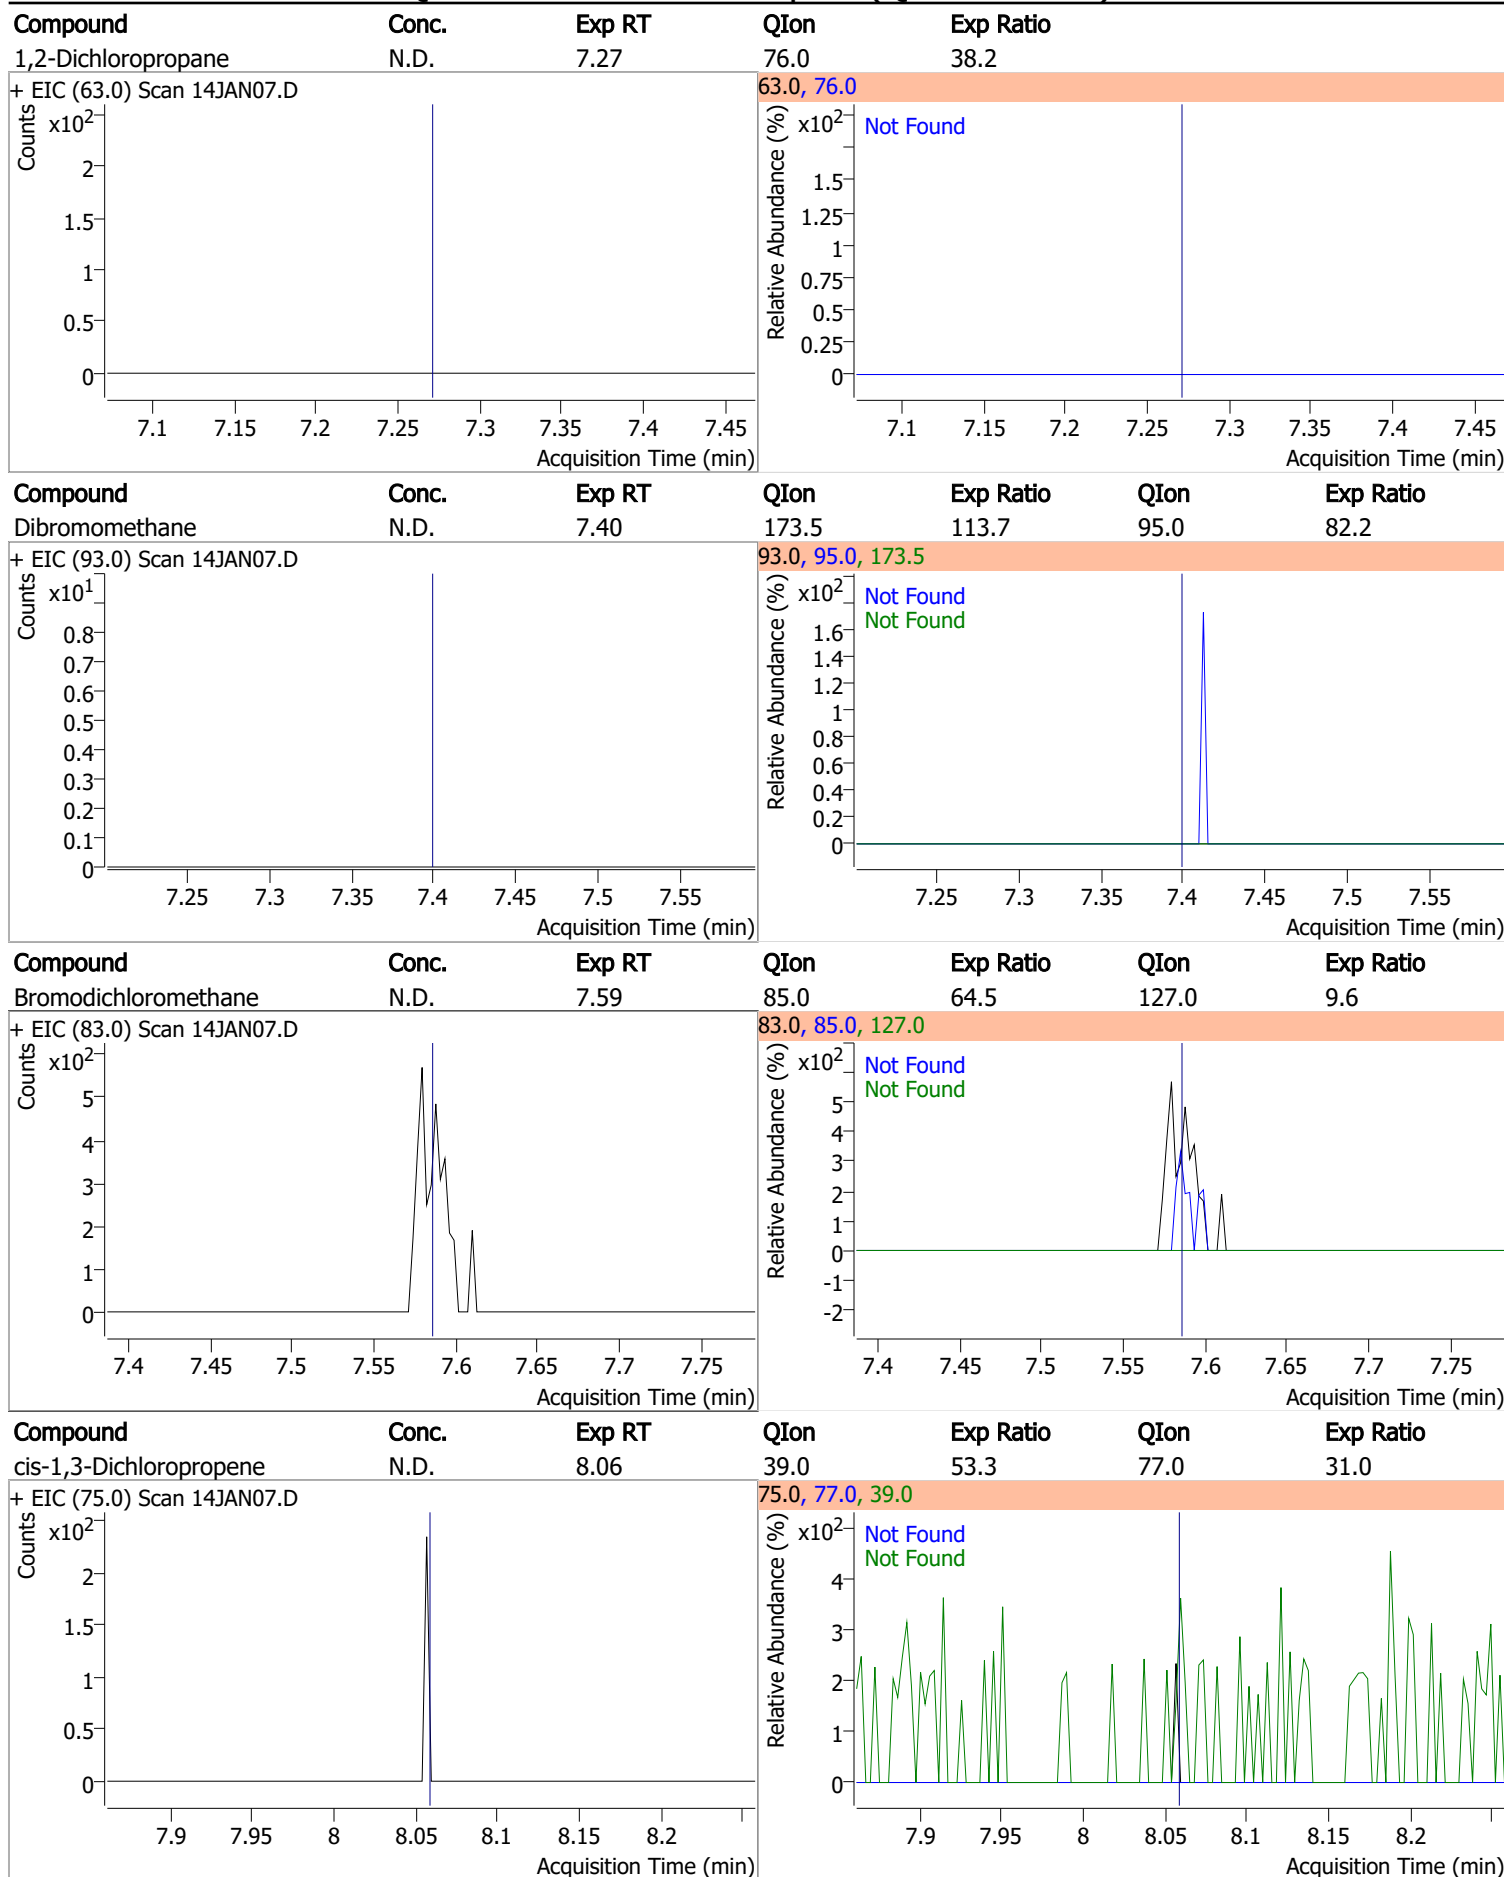 Compound Conc. Exp RT QIon Exp Ratio
1,2-Dichloropropane N.D. 7.27 76.0 38.2
+ EIC (63.0) Scan 14JAN07.D 63.0, 76.0
Counts
x10²
2
1.5
1
0.5
0
7.1 7.15 7.2 7.25 7.3 7.35 7.4 7.45
Acquisition Time (min)
Relative Abundance (%)
x10²
Not Found
1.5
1.25
1
0.75
0.5
0.25
0
7.1 7.15 7.2 7.25 7.3 7.35 7.4 7.45
Acquisition Time (min)
Compound Conc. Exp RT QIon Exp Ratio QIon Exp Ratio
Dibromomethane N.D. 7.40 173.5 113.7 95.0 82.2
+ EIC (93.0) Scan 14JAN07.D 93.0, 95.0, 173.5
Counts
x10¹
0.8
0.7
0.6
0.5
0.4
0.3
0.2
0.1
0
7.25 7.3 7.35 7.4 7.45 7.5 7.55
Acquisition Time (min)
Relative Abundance (%)
x10²
Not Found
Not Found
1.6
1.4
1.2
1
0.8
0.6
0.4
0.2
0
7.25 7.3 7.35 7.4 7.45 7.5 7.55
Acquisition Time (min)
Compound Conc. Exp RT QIon Exp Ratio QIon Exp Ratio
Bromodichloromethane N.D. 7.59 85.0 64.5 127.0 9.6
+ EIC (83.0) Scan 14JAN07.D 83.0, 85.0, 127.0
Counts
x10²
5
4
3
2
1
0
7.4 7.45 7.5 7.55 7.6 7.65 7.7 7.75
Acquisition Time (min)
Relative Abundance (%)
x10²
Not Found
Not Found
5
4
3
2
1
0
-1
-2
7.4 7.45 7.5 7.55 7.6 7.65 7.7 7.75
Acquisition Time (min)
Compound Conc. Exp RT QIon Exp Ratio QIon Exp Ratio
cis-1,3-Dichloropropene N.D. 8.06 39.0 53.3 77.0 31.0
+ EIC (75.0) Scan 14JAN07.D 75.0, 77.0, 39.0
Counts
x10²
2
1.5
1
0.5
0
7.9 7.95 8 8.05 8.1 8.15 8.2
Acquisition Time (min)
Relative Abundance (%)
x10²
Not Found
Not Found
4
3
2
1
0
7.9 7.95 8 8.05 8.1 8.15 8.2
Acquisition Time (min)